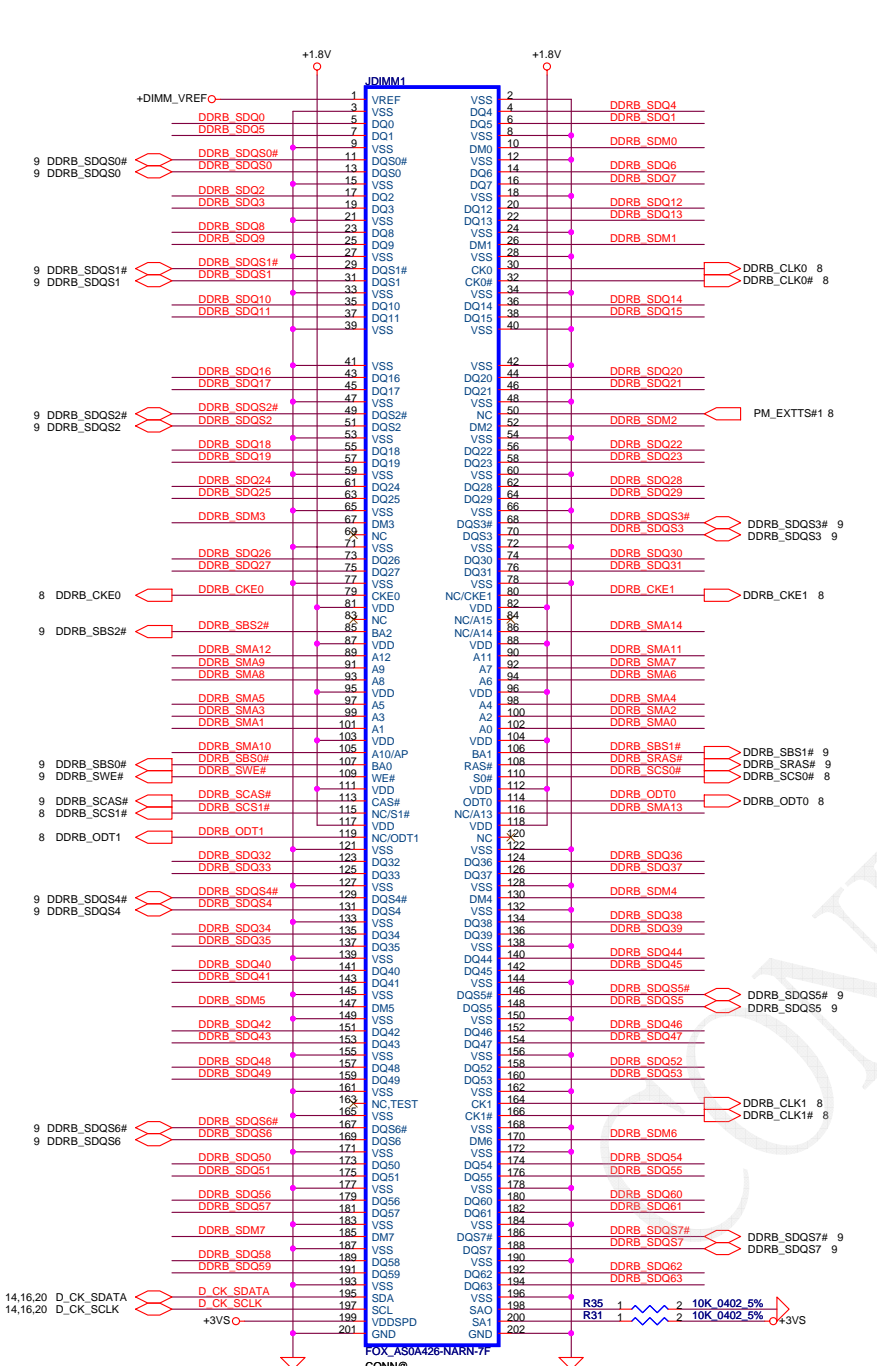 +1.8V +1.8V
JDIMM1
+DIMM_VREF 1 VREF VSS 2
3 VSS DQ4 4 DDRB_SDQ4
DDRB_SDQ0 5 DQ0 DQ5 6 DDRB_SDQ1
DDRB_SDQ5 7 DQ1 VSS 8
9 VSS DM0 10 DDRB_SDM0
9 DDRB_SDQS0# DDRB_SDQS0# 11 DQS0# VSS 12
9 DDRB_SDQS0 DDRB_SDQS0 13 DQS0 DQ6 14 DDRB_SDQ6
15 VSS DQ7 16 DDRB_SDQ7
DDRB_SDQ2 17 DQ2 VSS 18
DDRB_SDQ3 19 DQ3 DQ12 20 DDRB_SDQ12
21 VSS DQ13 22 DDRB_SDQ13
DDRB_SDQ8 23 DQ8 VSS 24
DDRB_SDQ9 25 DQ9 DM1 26 DDRB_SDM1
27 VSS VSS 28
9 DDRB_SDQS1# DDRB_SDQS1# 29 DQS1# CK0 30 DDRB_CLK0 8
9 DDRB_SDQS1 DDRB_SDQS1 31 DQS1 CK0# 32 DDRB_CLK0# 8
33 VSS VSS 34
DDRB_SDQ10 35 DQ10 DQ14 36 DDRB_SDQ14
DDRB_SDQ11 37 DQ11 DQ15 38 DDRB_SDQ15
39 VSS VSS 40
41 VSS VSS 42
DDRB_SDQ16 43 DQ16 DQ20 44 DDRB_SDQ20
DDRB_SDQ17 45 DQ17 DQ21 46 DDRB_SDQ21
47 VSS VSS 48
9 DDRB_SDQS2# DDRB_SDQS2# 49 DQS2# NC 50 PM_EXTTS#1 8
9 DDRB_SDQS2 DDRB_SDQS2 51 DQS2 DM2 52 DDRB_SDM2
53 VSS VSS 54
DDRB_SDQ18 55 DQ18 DQ22 56 DDRB_SDQ22
DDRB_SDQ19 57 DQ19 DQ23 58 DDRB_SDQ23
59 VSS VSS 60
DDRB_SDQ24 61 DQ24 DQ28 62 DDRB_SDQ28
DDRB_SDQ25 63 DQ25 DQ29 64 DDRB_SDQ29
65 VSS VSS 66
DDRB_SDM3 67 DM3 DQS3# 68 DDRB_SDQS3# DDRB_SDQS3# 9
69 NC DQS3 70 DDRB_SDQS3 DDRB_SDQS3 9
71 VSS VSS 72
DDRB_SDQ26 73 DQ26 DQ30 74 DDRB_SDQ30
DDRB_SDQ27 75 DQ27 DQ31 76 DDRB_SDQ31
77 VSS VSS 78
8 DDRB_CKE0 DDRB_CKE0 79 CKE0 NC/CKE1 80 DDRB_CKE1 DDRB_CKE1 8
81 VDD VDD 82
83 NC NC/A15 84
9 DDRB_SBS2# DDRB_SBS2# 85 BA2 NC/A14 86 DDRB_SMA14
87 VDD VDD 88
DDRB_SMA12 89 A12 A11 90 DDRB_SMA11
DDRB_SMA9 91 A9 A7 92 DDRB_SMA7
DDRB_SMA8 93 A8 A6 94 DDRB_SMA6
95 VDD VDD 96
DDRB_SMA5 97 A5 A4 98 DDRB_SMA4
DDRB_SMA3 99 A3 A2 100 DDRB_SMA2
DDRB_SMA1 101 A1 A0 102 DDRB_SMA0
103 VDD VDD 104
DDRB_SMA10 105 A10/AP BA1 106 DDRB_SBS1# DDRB_SBS1# 9
9 DDRB_SBS0# DDRB_SBS0# 107 BA0 RAS# 108 DDRB_SRAS# DDRB_SRAS# 9
9 DDRB_SWE# DDRB_SWE# 109 WE# S0# 110 DDRB_SCS0# DDRB_SCS0# 8
111 VDD VDD 112
9 DDRB_SCAS# DDRB_SCAS# 113 CAS# ODT0 114 DDRB_ODT0 DDRB_ODT0 8
8 DDRB_SCS1# DDRB_SCS1# 115 NC/S1# NC/A13 116 DDRB_SMA13
117 VDD VDD 118
8 DDRB_ODT1 DDRB_ODT1 119 NC/ODT1 NC 120
121 VSS VSS 122
DDRB_SDQ32 123 DQ32 DQ36 124 DDRB_SDQ36
DDRB_SDQ33 125 DQ33 DQ37 126 DDRB_SDQ37
127 VSS VSS 128
9 DDRB_SDQS4# DDRB_SDQS4# 129 DQS4# DM4 130 DDRB_SDM4
9 DDRB_SDQS4 DDRB_SDQS4 131 DQS4 VSS 132
133 VSS DQ38 134 DDRB_SDQ38
DDRB_SDQ34 135 DQ34 DQ39 136 DDRB_SDQ39
DDRB_SDQ35 137 DQ35 VSS 138
139 VSS DQ44 140 DDRB_SDQ44
DDRB_SDQ40 141 DQ40 DQ45 142 DDRB_SDQ45
DDRB_SDQ41 143 DQ41 VSS 144
145 VSS DQS5# 146 DDRB_SDQS5# DDRB_SDQS5# 9
DDRB_SDM5 147 DM5 DQS5 148 DDRB_SDQS5 DDRB_SDQS5 9
149 VSS VSS 150
DDRB_SDQ42 151 DQ42 DQ46 152 DDRB_SDQ46
DDRB_SDQ43 153 DQ43 DQ47 154 DDRB_SDQ47
155 VSS VSS 156
DDRB_SDQ48 157 DQ48 DQ52 158 DDRB_SDQ52
DDRB_SDQ49 159 DQ49 DQ53 160 DDRB_SDQ53
161 VSS VSS 162
163 NC,TEST CK1 164 DDRB_CLK1 8
165 VSS CK1# 166 DDRB_CLK1# 8
9 DDRB_SDQS6# DDRB_SDQS6# 167 DQS6# VSS 168
9 DDRB_SDQS6 DDRB_SDQS6 169 DQS6 DM6 170 DDRB_SDM6
171 VSS VSS 172
DDRB_SDQ50 173 DQ50 DQ54 174 DDRB_SDQ54
DDRB_SDQ51 175 DQ51 DQ55 176 DDRB_SDQ55
177 VSS VSS 178
DDRB_SDQ56 179 DQ56 DQ60 180 DDRB_SDQ60
DDRB_SDQ57 181 DQ57 DQ61 182 DDRB_SDQ61
183 VSS VSS 184
DDRB_SDM7 185 DM7 DQS7# 186 DDRB_SDQS7# DDRB_SDQS7# 9
187 VSS DQS7 188 DDRB_SDQS7 DDRB_SDQS7 9
DDRB_SDQ58 189 DQ58 VSS 190
DDRB_SDQ59 191 DQ59 DQ62 192 DDRB_SDQ62
193 VSS DQ63 194 DDRB_SDQ63
14,16,20 D_CK_SDATA D_CK_SDATA 195 SDA VSS 196
14,16,20 D_CK_SCLK D_CK_SCLK 197 SCL SAO 198 R35 1 2 10K_0402_5%
+3VS 199 VDDSPD SA1 200 R31 1 2 10K_0402_5% +3VS
201 GND GND 202
FOX_AS0A426-NARN-7F
CONN@
CON